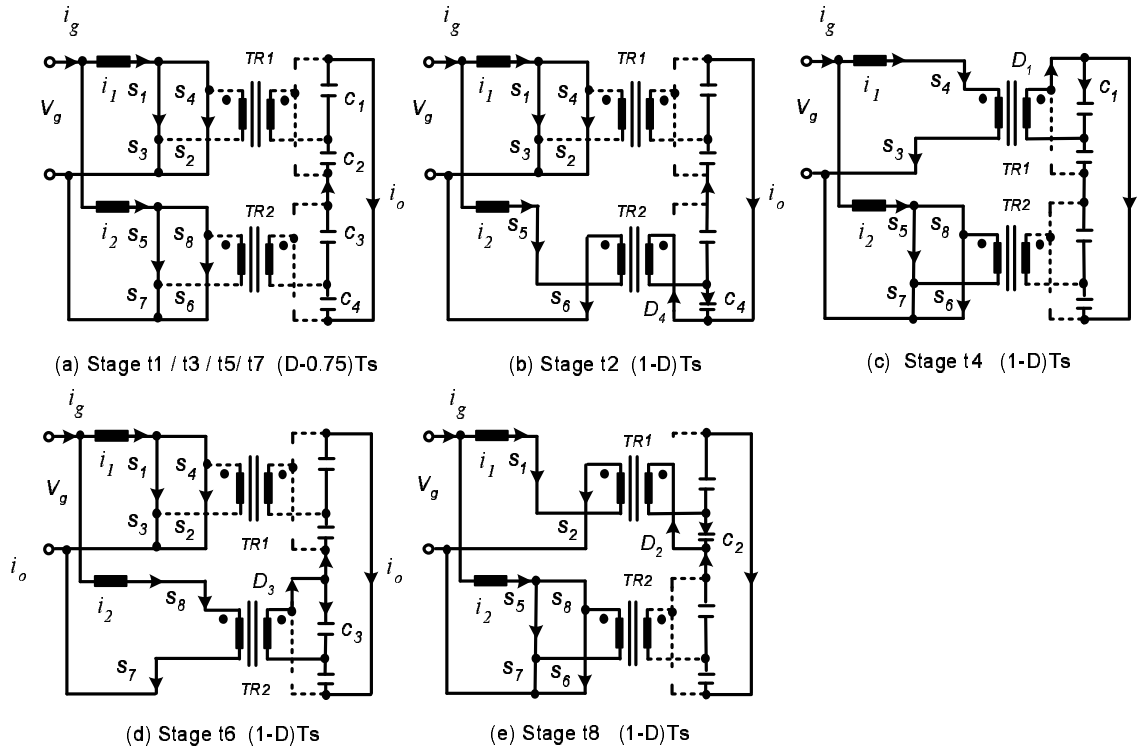 i_g
V_g
i_1
S_1
S_4
S_3
S_2
TR1
C_1
C_2
i_2
S_5
S_8
S_7
S_6
TR2
C_3
C_4
i_o
(a) Stage t1 / t3 / t5/ t7 (D-0.75)Ts
i_g
V_g
i_1
S_1
S_4
S_3
S_2
TR1
i_2
S_5
S_6
TR2
D_4
C_4
i_o
(b) Stage t2 (1-D)Ts
i_g
V_g
i_1
S_4
S_3
TR1
D_1
C_1
i_2
S_5
S_8
S_7
S_6
TR2
(c) Stage t4 (1-D)Ts
i_g
V_g
i_o
i_1
S_1
S_4
S_3
S_2
TR1
i_2
S_8
S_7
TR2
D_3
C_3
i_o
(d) Stage t6 (1-D)Ts
i_g
V_g
i_1
S_1
S_2
TR1
D_2
C_2
i_2
S_5
S_8
S_7
S_6
TR2
i_o
(e) Stage t8 (1-D)Ts